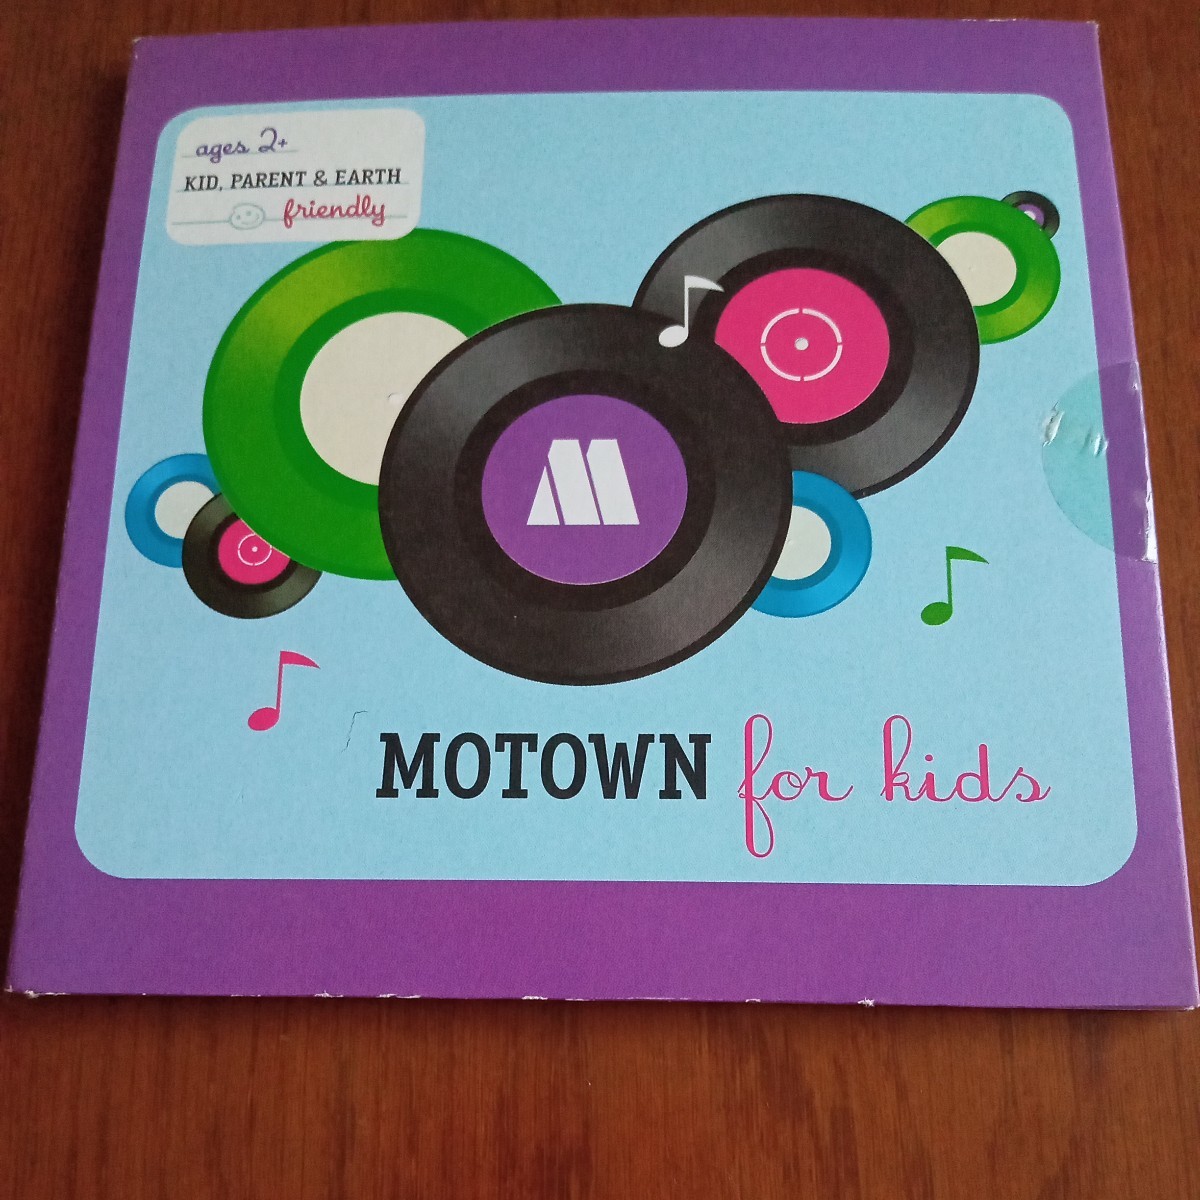 ages 2+
KID, PARENT & EARTH
friendly
M
MOTOWN for kids